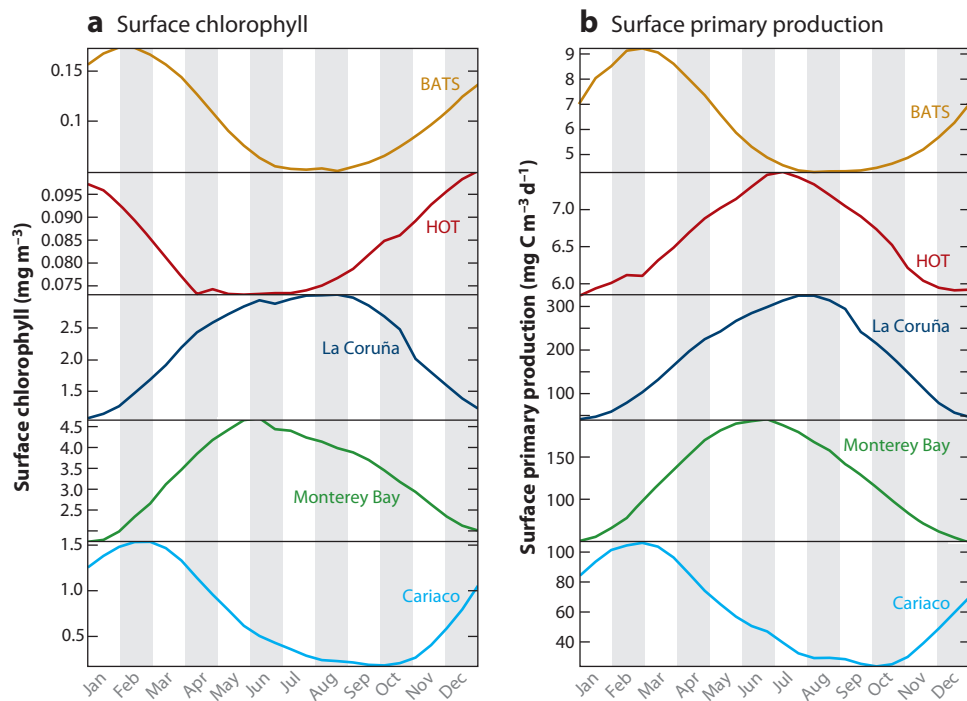 a Surface chlorophyll
Surface chlorophyll (mg m⁻³)
0.15
0.1
BATS
0.095
0.090
0.085
0.080
0.075
HOT
2.5
2.0
1.5
La Coruña
4.5
4.0
3.5
3.0
2.5
Monterey Bay
1.5
1.0
0.5
Cariaco
Jan Feb Mar Apr May Jun Jul Aug Sep Oct Nov Dec
b Surface primary production
Surface primary production (mg C m⁻³ d⁻¹)
9
8
7
6
5
BATS
7.0
6.5
6.0
HOT
300
200
100
La Coruña
150
100
Monterey Bay
100
80
60
40
Cariaco
Jan Feb Mar Apr May Jun Jul Aug Sep Oct Nov Dec